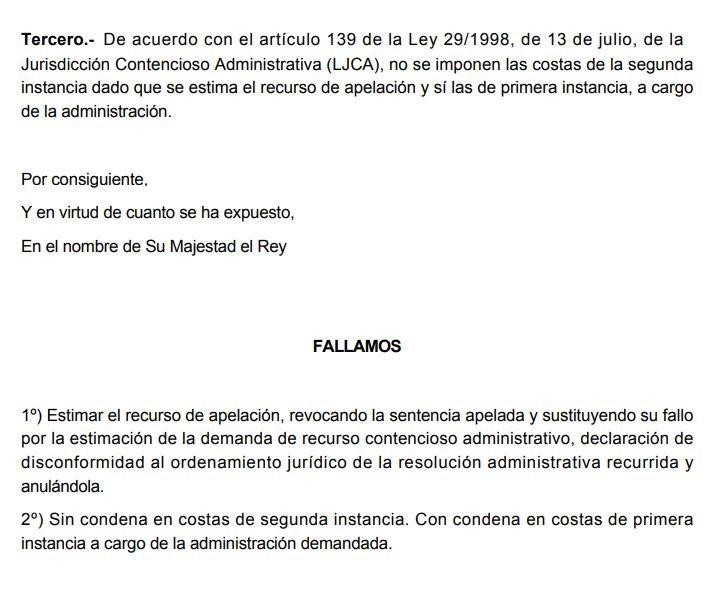 Tercero.- De acuerdo con el artículo 139 de la Ley 29/1998, de 13 de julio, de la
Jurisdicción Contencioso Administrativa (LJCA), no se imponen las costas de la segunda
instancia dado que se estima el recurso de apelación y sí las de primera instancia, a cargo
de la administración.
Por consiguiente,
Y en virtud de cuanto se ha expuesto,
En el nombre de Su Majestad el Rey
FALLAMOS
1º) Estimar el recurso de apelación, revocando la sentencia apelada y sustituyendo su fallo
por la estimación de la demanda de recurso contencioso administrativo, declaración de
disconformidad al ordenamiento jurídico de la resolución administrativa recurrida y
anulándola.
2º) Sin condena en costas de segunda instancia. Con condena en costas de primera
instancia a cargo de la administración demandada.